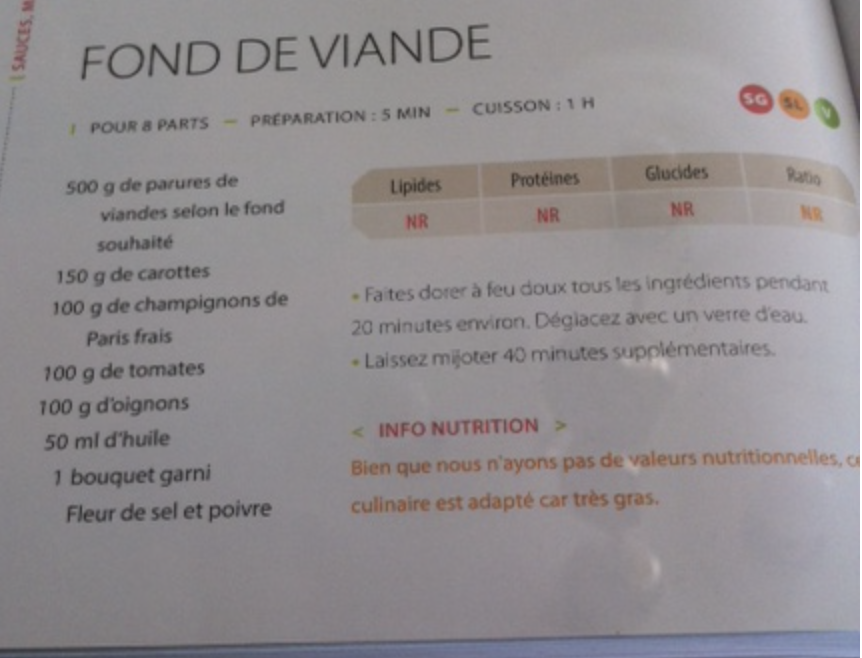 SAUCES, M
FOND DE VIANDE
POUR 8 PARTS — PRÉPARATION : 5 MIN — CUISSON : 1 H
SG SL V
500 g de parures de
viandes selon le fond
souhaité
150 g de carottes
100 g de champignons de
Paris frais
100 g de tomates
100 g d'oignons
50 ml d'huile
1 bouquet garni
Fleur de sel et poivre
Lipides Protéines Glucides Ratio
NR NR NR NR
• Faites dorer à feu doux tous les ingrédients pendant
20 minutes environ. Déglacez avec un verre d'eau.
• Laissez mijoter 40 minutes supplémentaires.
< INFO NUTRITION >
Bien que nous n'ayons pas de valeurs nutritionnelles, ce
culinaire est adapté car très gras.